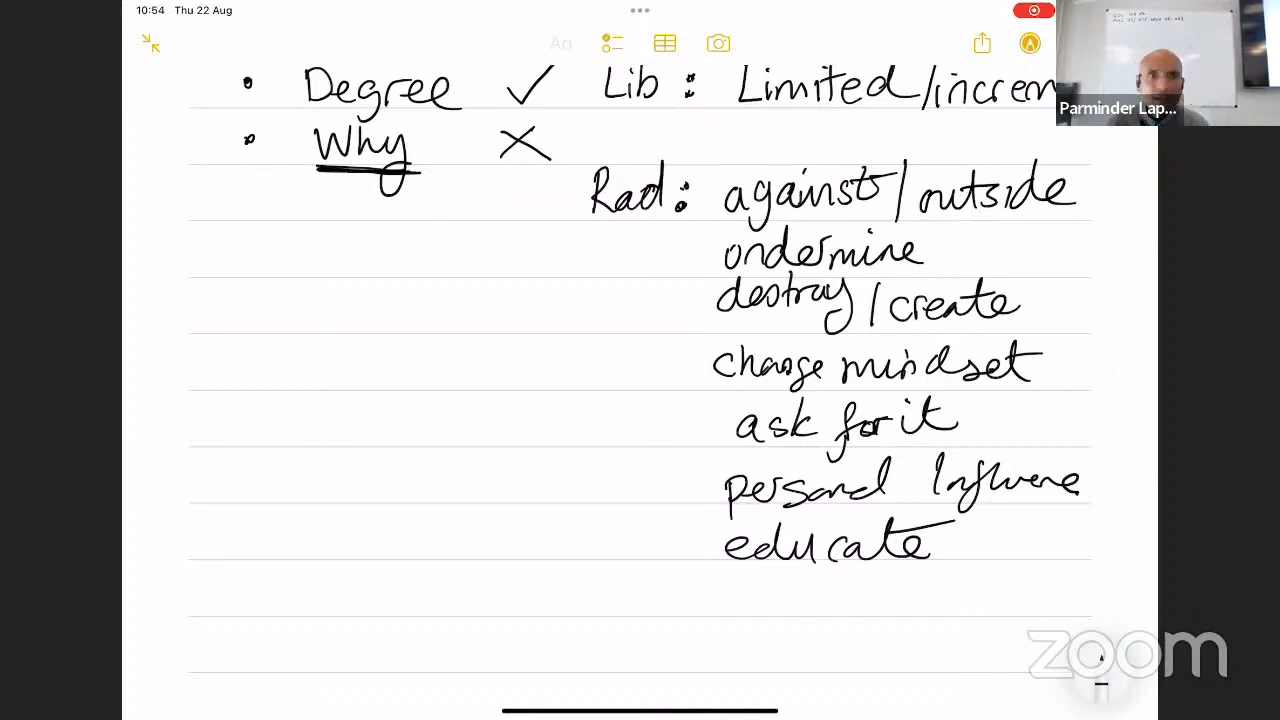 10:54 Thu 22 Aug
Aa
• Degree ✓ Lib : Limited/increm
Parminder Lap...
• Why ✗
Rad : against/outside
undermine
destroy/create
change mindset
ask for it
personal Influence
educate
zoom